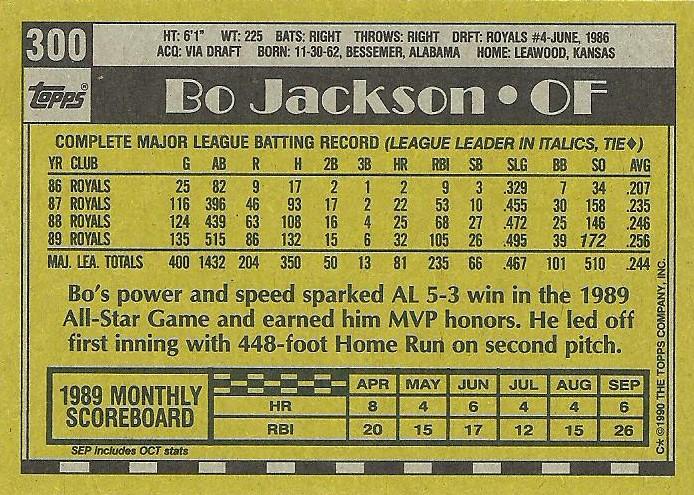 300
HT: 6'1" WT: 225 BATS: RIGHT THROWS: RIGHT DRFT: ROYALS #4-JUNE, 1986
ACQ: VIA DRAFT BORN: 11-30-62, BESSEMER, ALABAMA HOME: LEAWOOD, KANSAS
TOPPS®
BO JACKSON • OF
COMPLETE MAJOR LEAGUE BATTING RECORD (LEAGUE LEADER IN ITALICS, TIE♦)
YR CLUB G AB R H 2B 3B HR RBI SB SLG BB SO AVG
86 ROYALS 25 82 9 17 2 1 2 9 3 .329 7 34 .207
87 ROYALS 116 396 46 93 17 2 22 53 10 .455 30 158 .235
88 ROYALS 124 439 63 108 16 4 25 68 27 .472 25 146 .246
89 ROYALS 135 515 86 132 15 6 32 105 26 .495 39 172 .256
MAJ. LEA. TOTALS 400 1432 204 350 50 13 81 235 66 .467 101 510 .244
Bo's power and speed sparked AL 5-3 win in the 1989
All-Star Game and earned him MVP honors. He led off
first inning with 448-foot Home Run on second pitch.
1989 MONTHLY
SCOREBOARD
APR MAY JUN JUL AUG SEP
HR 8 4 6 4 4 6
RBI 20 15 17 12 15 26
SEP includes OCT stats
C* ©1990 THE TOPPS COMPANY, INC.